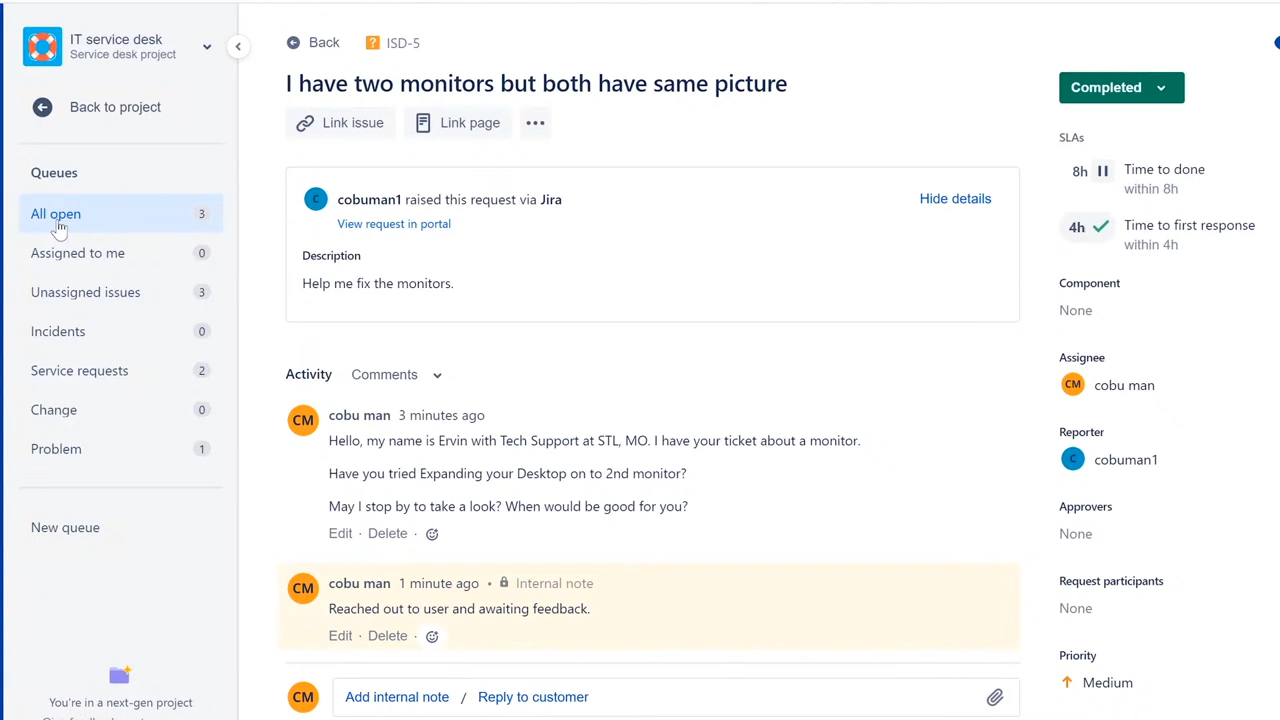 IT service desk
Service desk project
Back to project
Queues
All open 3
Assigned to me 0
Unassigned issues 3
Incidents 0
Service requests 2
Change 0
Problem 1
New queue
You're in a next-gen project
Back
? ISD-5
I have two monitors but both have same picture
Link issue
Link page
C
cobuman1 raised this request via Jira
Hide details
View request in portal
Description
Help me fix the monitors.
Activity Comments
CM
cobu man 3 minutes ago
Hello, my name is Ervin with Tech Support at STL, MO. I have your ticket about a monitor.
Have you tried Expanding your Desktop on to 2nd monitor?
May I stop by to take a look? When would be good for you?
Edit · Delete ·
CM
cobu man 1 minute ago • Internal note
Reached out to user and awaiting feedback.
Edit · Delete ·
CM
Add internal note / Reply to customer
Completed
SLAs
8h Time to done
within 8h
4h Time to first response
within 4h
Component
None
Assignee
CM cobu man
Reporter
C cobuman1
Approvers
None
Request participants
None
Priority
Medium